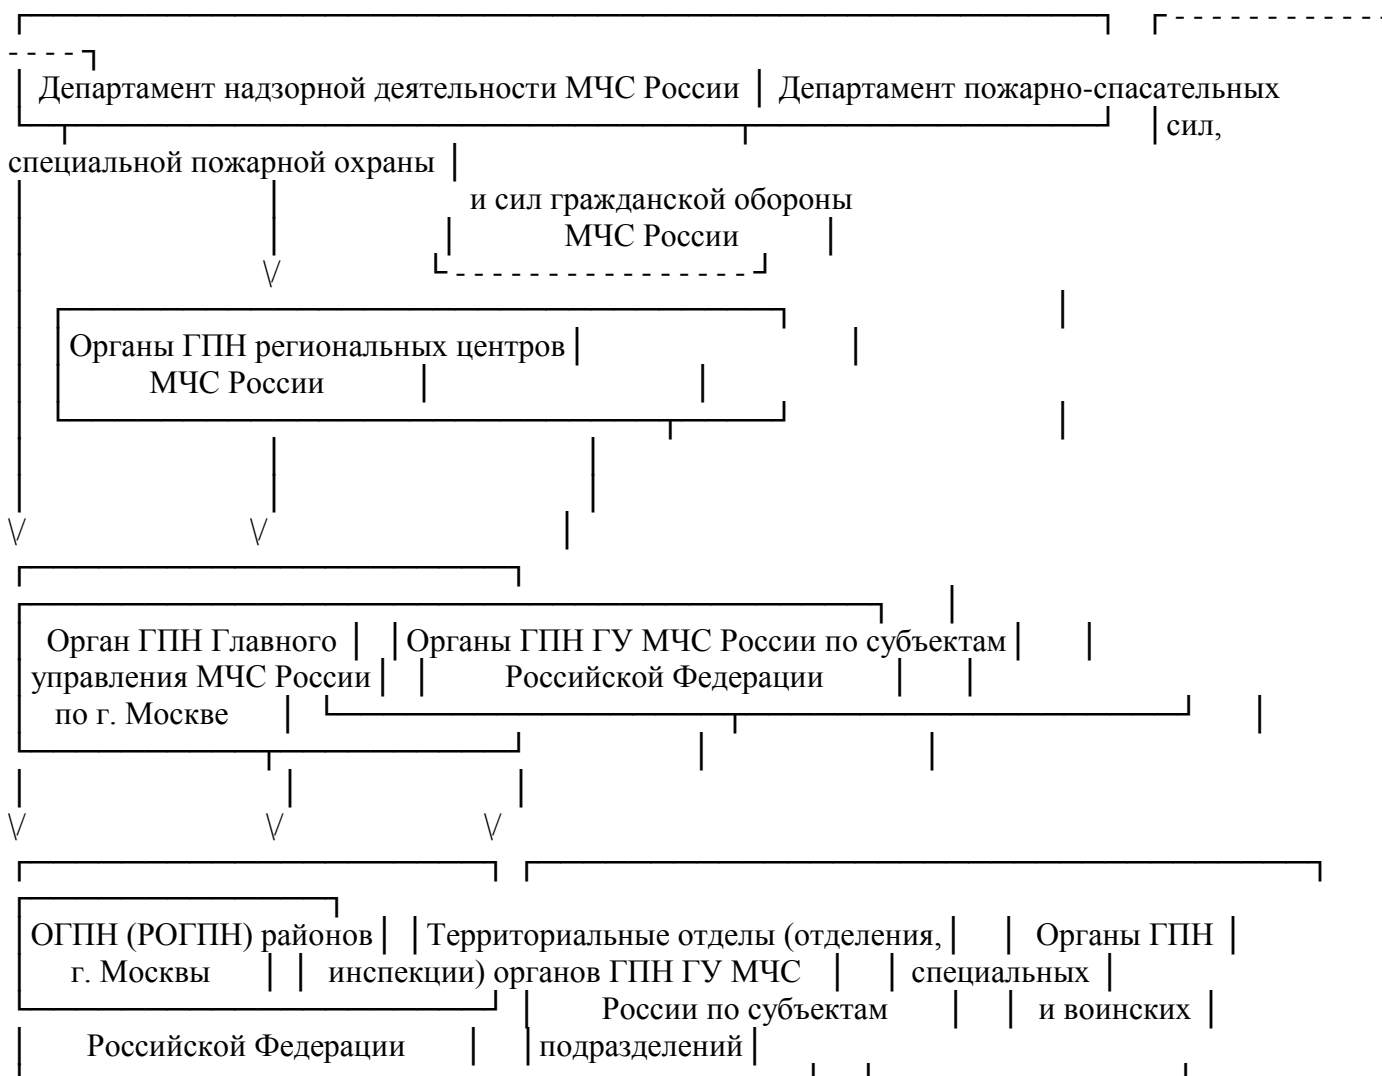 Департамент надзорной деятельности МЧС России | Департамент пожарно-спасательных
сил,
специальной пожарной охраны
и сил гражданской обороны
МЧС России
Органы ГПН региональных центров
МЧС России
Орган ГПН Главного | | Органы ГПН ГУ МЧС России по субъектам
управления МЧС России | | Российской Федерации
по г. Москве
ОГПН (РОГПН) районов | | Территориальные отделы (отделения, | | Органы ГПН
г. Москвы | | инспекции) органов ГПН ГУ МЧС | | специальных
России по субъектам | | и воинских
Российской Федерации | | подразделений